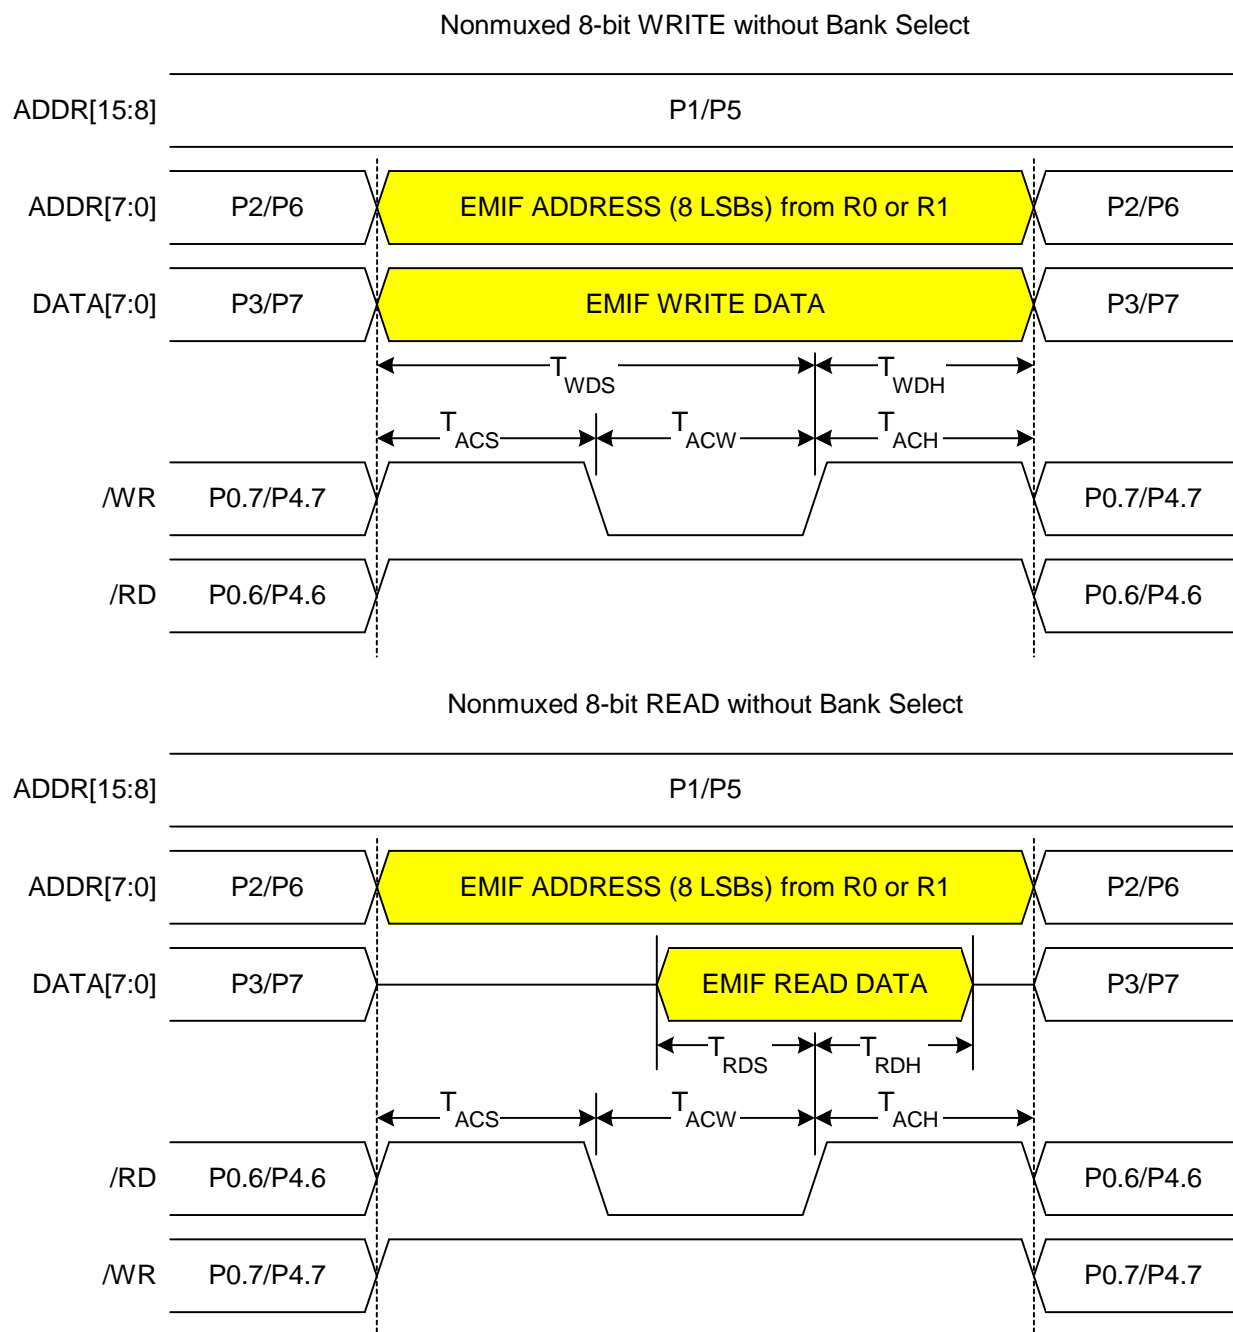 Nonmuxed 8-bit WRITE without Bank Select
ADDR[15:8] P1/P5
ADDR[7:0] P2/P6 EMIF ADDRESS (8 LSBs) from R0 or R1 P2/P6
DATA[7:0] P3/P7 EMIF WRITE DATA P3/P7
TWDS TWDH
TACS TACW TACH
/WR P0.7/P4.7 P0.7/P4.7
/RD P0.6/P4.6 P0.6/P4.6
Nonmuxed 8-bit READ without Bank Select
ADDR[15:8] P1/P5
ADDR[7:0] P2/P6 EMIF ADDRESS (8 LSBs) from R0 or R1 P2/P6
DATA[7:0] P3/P7 EMIF READ DATA P3/P7
TRDS TRDH
TACS TACW TACH
/RD P0.6/P4.6 P0.6/P4.6
/WR P0.7/P4.7 P0.7/P4.7